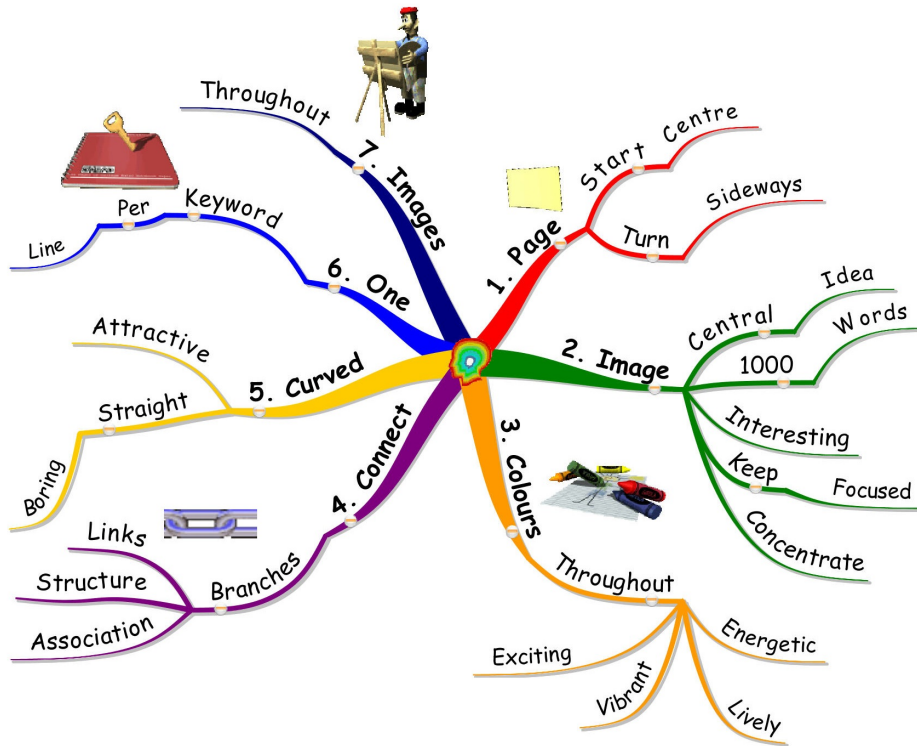 1. Page
Start
Centre
Turn
Sideways
2. Image
Central
Idea
1000
Words
Interesting
Keep
Focused
Concentrate
3. Colours
Throughout
Energetic
Lively
Vibrant
Exciting
4. Connect
Branches
Links
Structure
Association
5. Curved
Attractive
Straight
Boring
6. One
Keyword
Per
Line
7. Images
Throughout